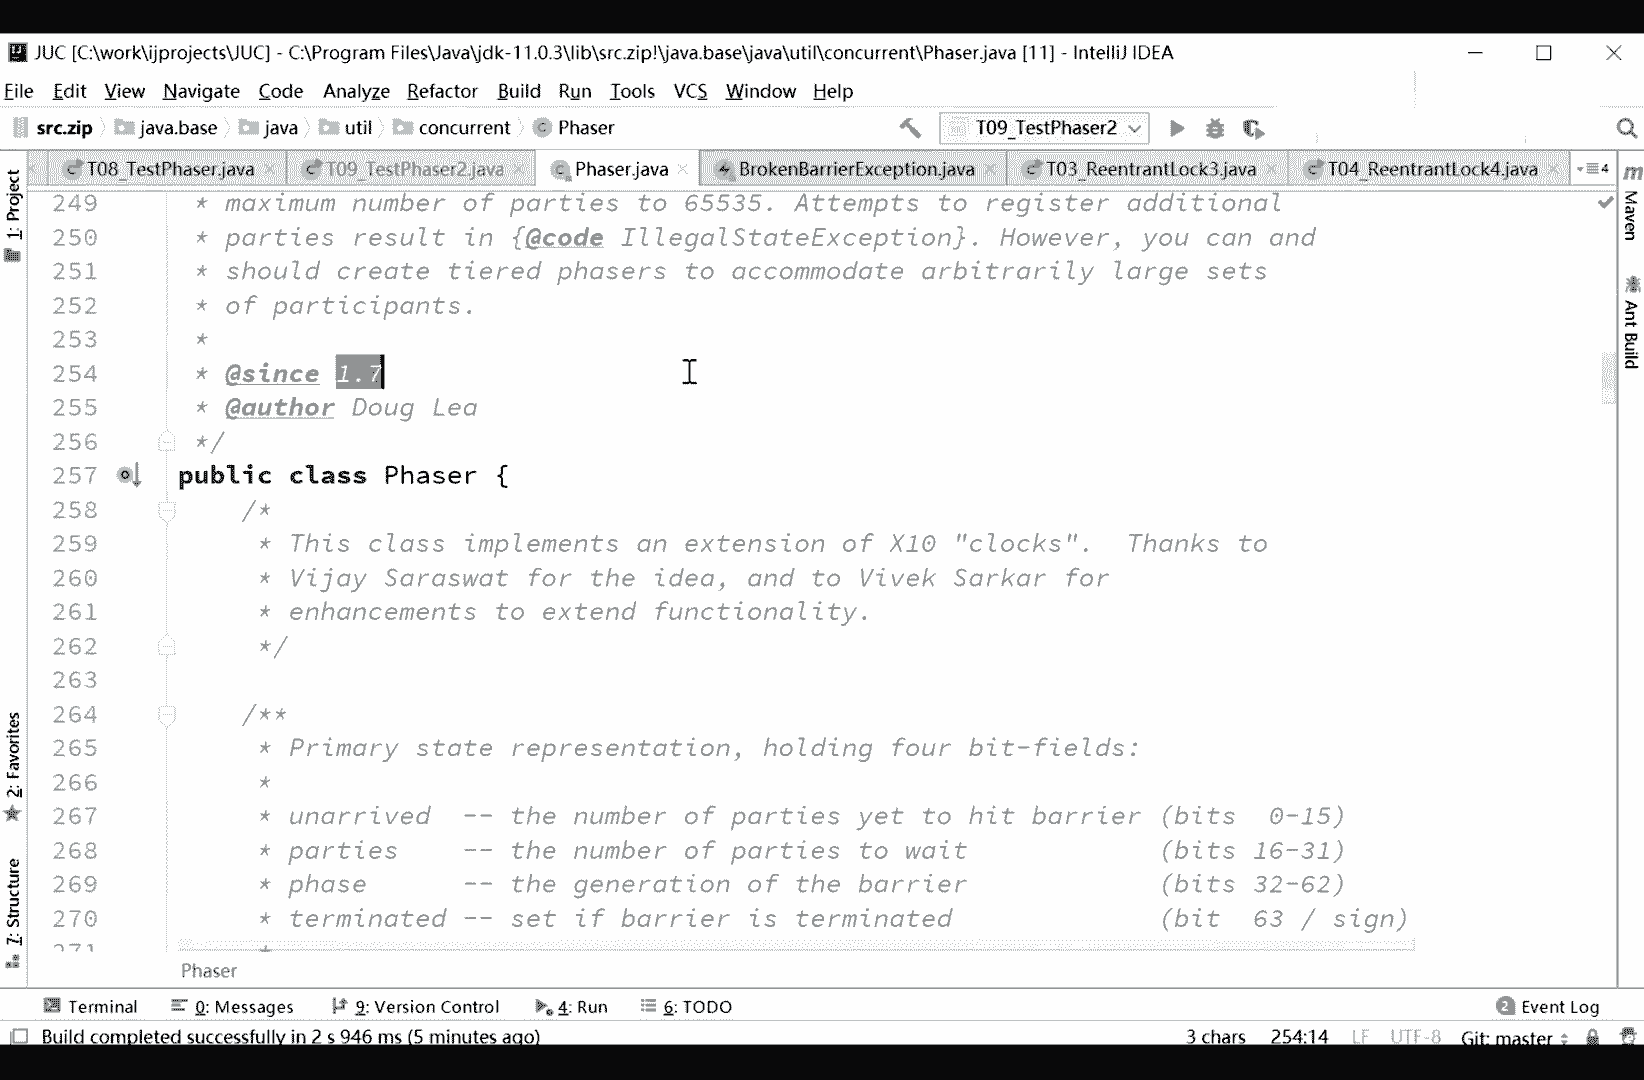 JUC [C:\work\ijprojects\JUC] - C:\Program Files\Java\jdk-11.0.3\lib\src.zip!\java.base\java\util\concurrent\Phaser.java [11] - IntelliJ IDEA
File Edit View Navigate Code Analyze Refactor Build Run Tools VCS Window Help
src.zip java.base java util concurrent Phaser T09_TestPhaser2
T08_TestPhaser.java T09_TestPhaser2.java Phaser.java BrokenBarrierException.java T03_ReentrantLock3.java T04_ReentrantLock4.java 4
1: Project
2: Favorites
7: Structure
249 * maximum number of parties to 65535. Attempts to register additional
250 * parties result in {@code IllegalStateException}. However, you can and
251 * should create tiered phasers to accommodate arbitrarily large sets
252 * of participants.
253 *
254 * @since 1.7
255 * @author Doug Lea
256 */
257 public class Phaser {
258 /*
259 * This class implements an extension of X10 "clocks".  Thanks to
260 * Vijay Saraswat for the idea, and to Vivek Sarkar for
261 * enhancements to extend functionality.
262 */
263
264 /**
265 * Primary state representation, holding four bit-fields:
266 *
267 * unarrived  -- the number of parties yet to hit barrier (bits  0-15)
268 * parties    -- the number of parties to wait            (bits 16-31)
269 * phase      -- the generation of the barrier            (bits 32-62)
270 * terminated -- set if barrier is terminated             (bit  63 / sign)
271 *
Phaser
m
Maven
Ant Build
Terminal 0: Messages 9: Version Control 4: Run 6: TODO 2 Event Log
Build completed successfully in 2 s 946 ms (5 minutes ago) 3 chars 254:14 LF UTF-8 Git: master